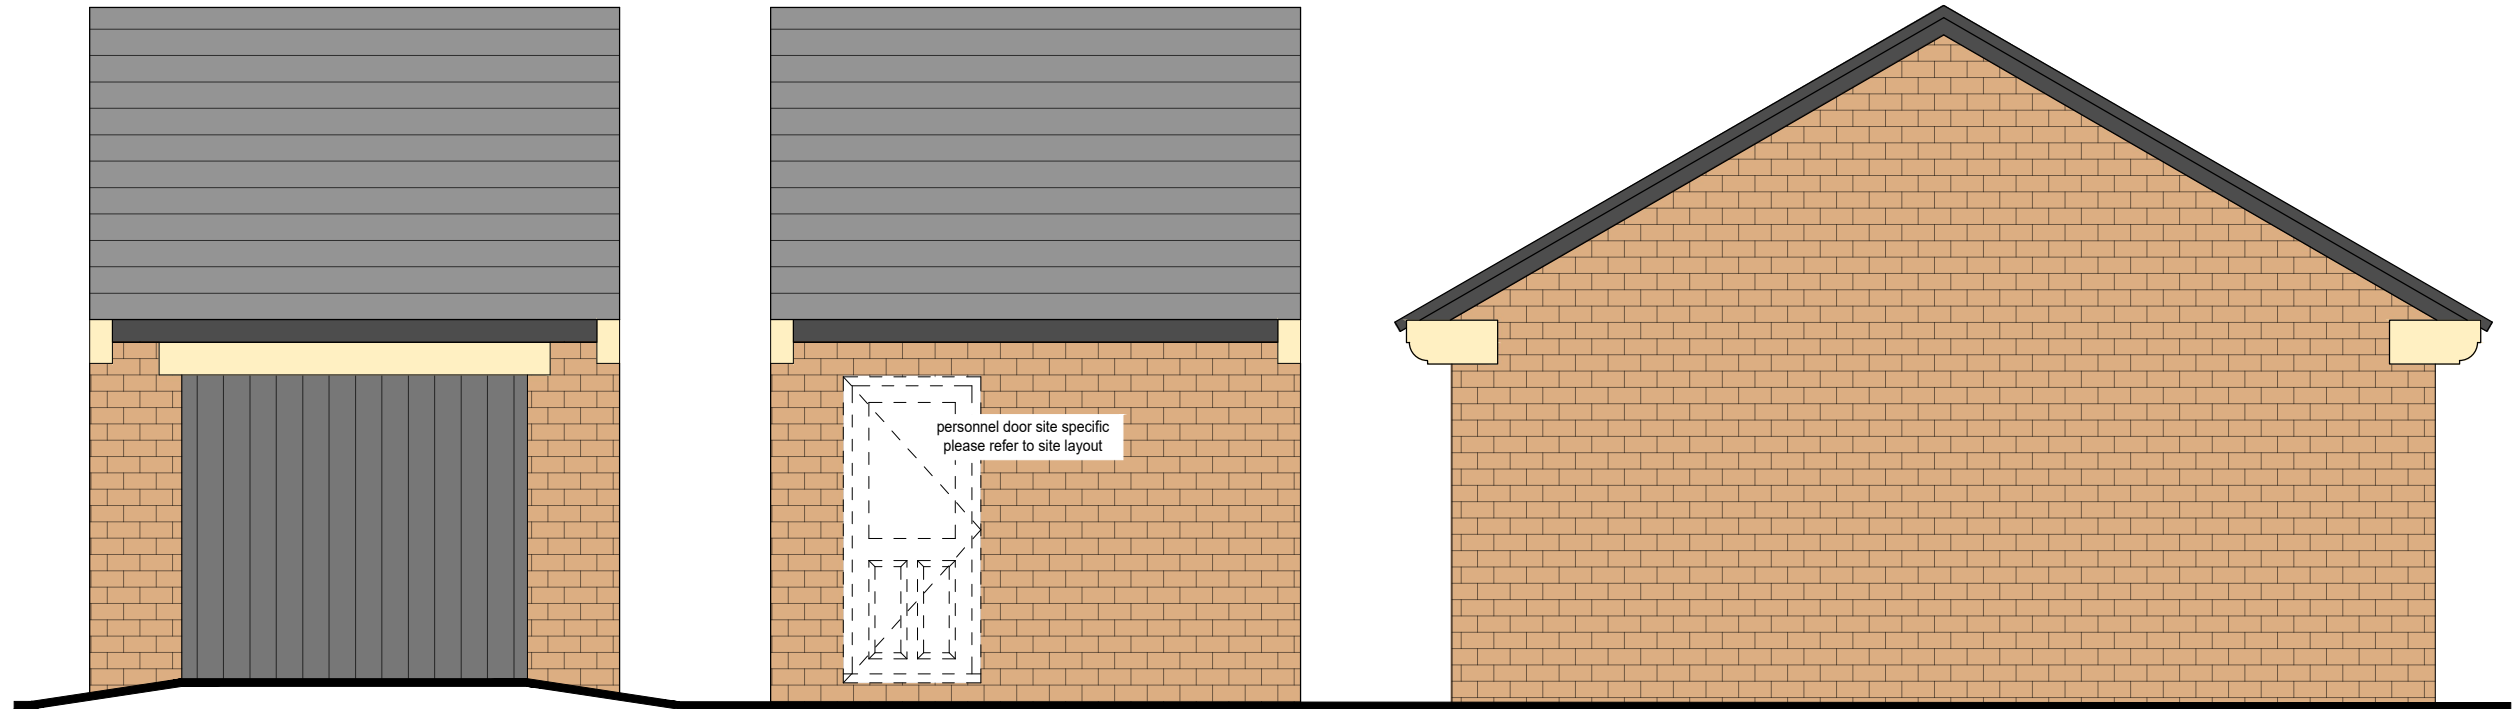 personnel door site specific
please refer to site layout